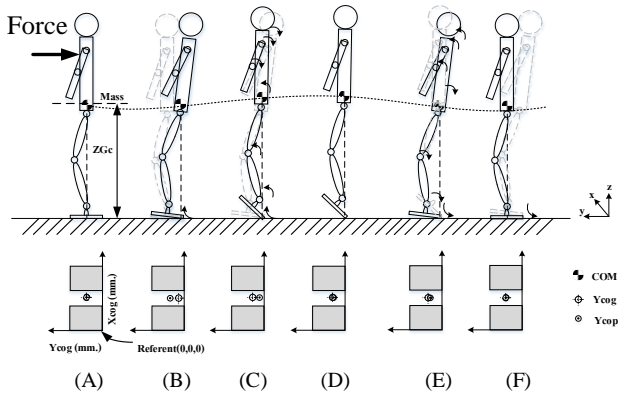 Force
Mass
ZGc
z
x
y
COM
Ycog
Ycop
Xcog (mm.)
Ycog (mm.)
Referent(0,0,0)
(A)
(B)
(C)
(D)
(E)
(F)